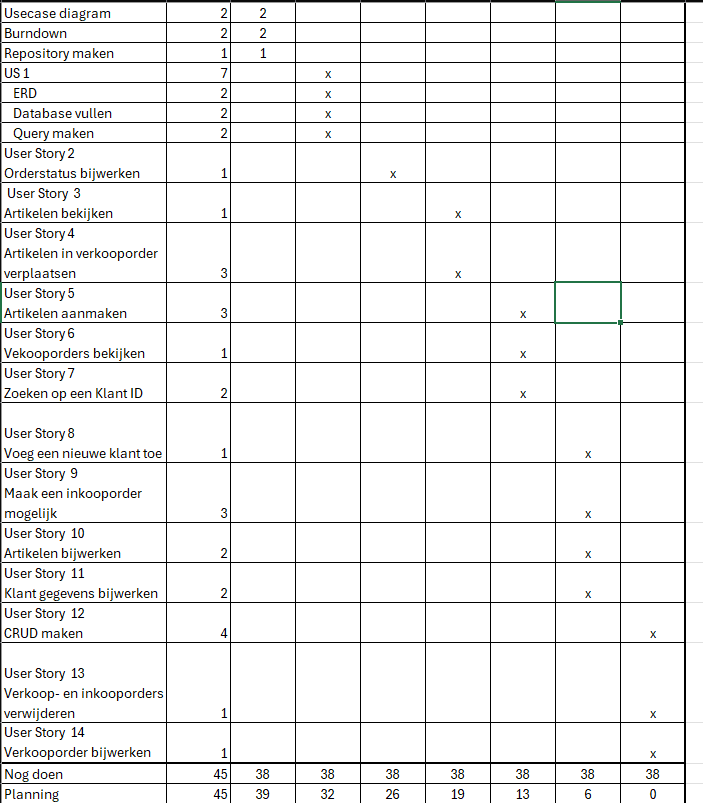 Usecase diagram 2 2
Burndown 2 2
Repository maken 1 1
US 1 7 x
ERD 2 x
Database vullen 2 x
Query maken 2 x
User Story 2
Orderstatus bijwerken 1 x
User Story 3
Artikelen bekijken 1 x
User Story 4
Artikelen in verkooporder
verplaatsen 3 x
User Story 5
Artikelen aanmaken 3 x
User Story 6
Vekooporders bekijken 1 x
User Story 7
Zoeken op een Klant ID 2 x
User Story 8
Voeg een nieuwe klant toe 1 x
User Story 9
Maak een inkooporder
mogelijk 3 x
User Story 10
Artikelen bijwerken 2 x
User Story 11
Klant gegevens bijwerken 2 x
User Story 12
CRUD maken 4 x
User Story 13
Verkoop- en inkooporders
verwijderen 1 x
User Story 14
Verkooporder bijwerken 1 x
Nog doen 45 38 38 38 38 38 38 38
Planning 45 39 32 26 19 13 6 0